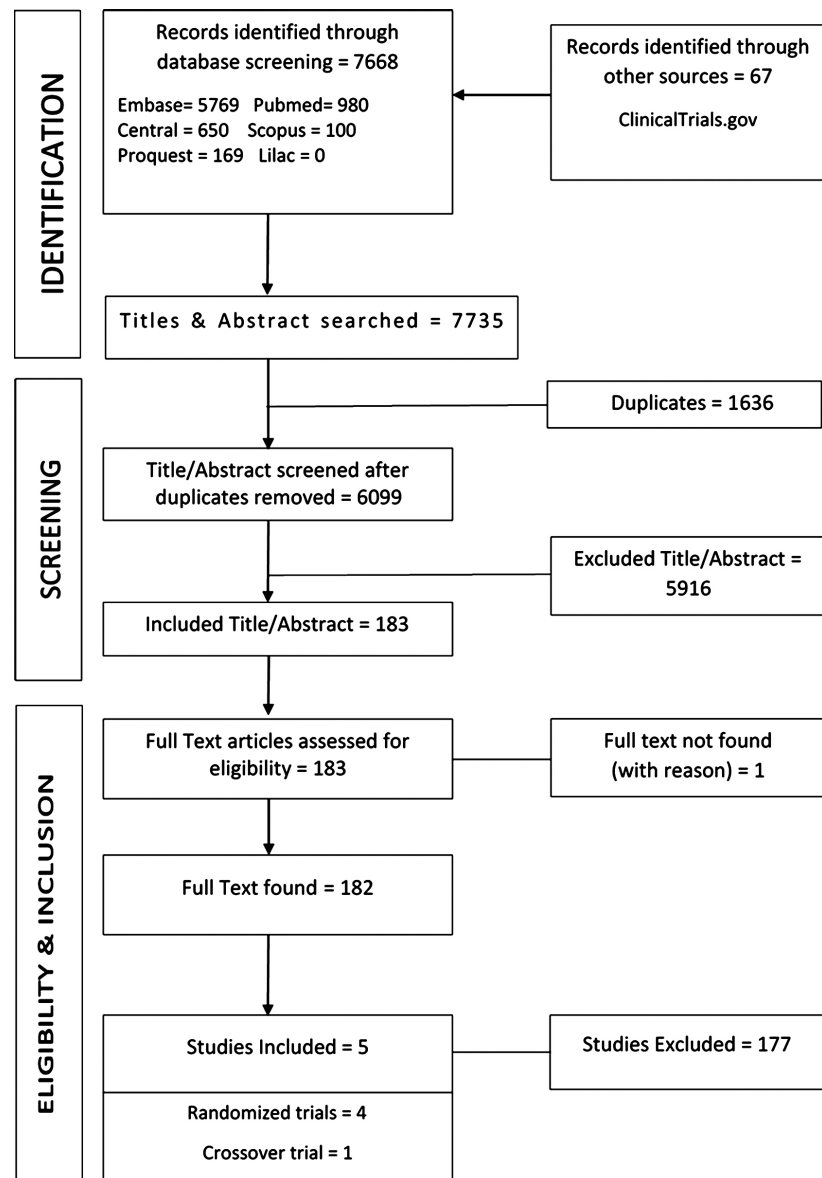 IDENTIFICATION
Records identified through
database screening = 7668
Embase= 5769 Pubmed= 980
Central = 650 Scopus = 100
Proquest = 169 Lilac = 0
Records identified through
other sources = 67
ClinicalTrials.gov
Titles & Abstract searched = 7735
SCREENING
Duplicates = 1636
Title/Abstract screened after
duplicates removed = 6099
Excluded Title/Abstract =
5916
Included Title/Abstract = 183
ELIGIBILITY & INCLUSION
Full Text articles assessed for
eligibility = 183
Full text not found
(with reason) = 1
Full Text found = 182
Studies Included = 5
Studies Excluded = 177
Randomized trials = 4
Crossover trial = 1